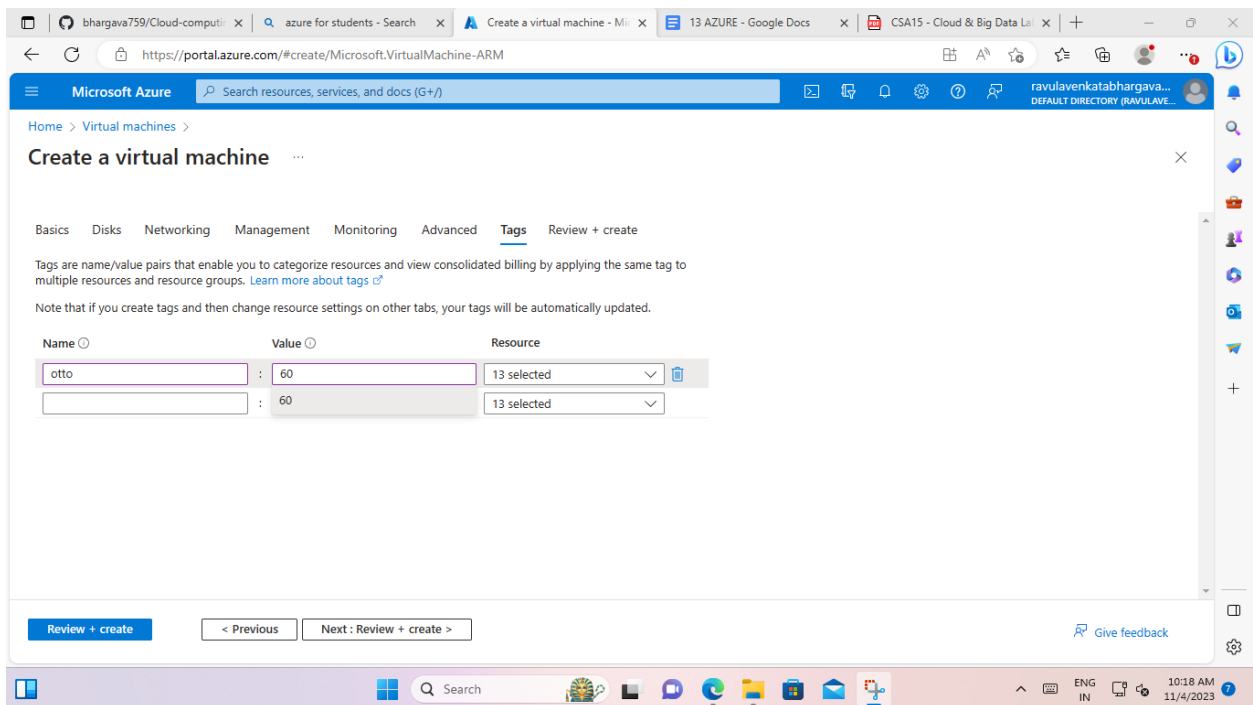 bhargava759/Cloud-computin
azure for students - Search
Create a virtual machine - Mic
13 AZURE - Google Docs
CSA15 - Cloud & Big Data La
https://portal.azure.com/#create/Microsoft.VirtualMachine-ARM
Microsoft Azure
Search resources, services, and docs (G+/)
ravulavenkatabhargava...
DEFAULT DIRECTORY (RAVULAVE...
Home > Virtual machines >
Create a virtual machine ...
Basics Disks Networking Management Monitoring Advanced Tags Review + create
Tags are name/value pairs that enable you to categorize resources and view consolidated billing by applying the same tag to
multiple resources and resource groups. Learn more about tags
Note that if you create tags and then change resource settings on other tabs, your tags will be automatically updated.
Name Value Resource
otto : 60 13 selected
: 60 13 selected
Review + create < Previous Next : Review + create > Give feedback
Search
ENG
IN
10:18 AM
11/4/2023
7